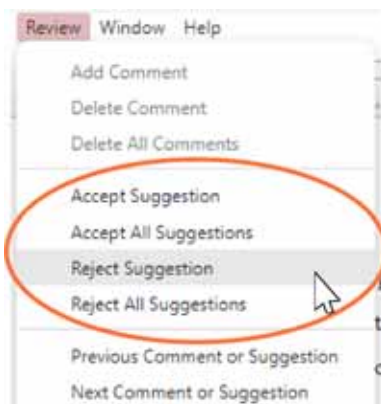 Review Window Help
Add Comment
Delete Comment
Delete All Comments
Accept Suggestion
Accept All Suggestions
Reject Suggestion
Reject All Suggestions
Previous Comment or Suggestion
Next Comment or Suggestion